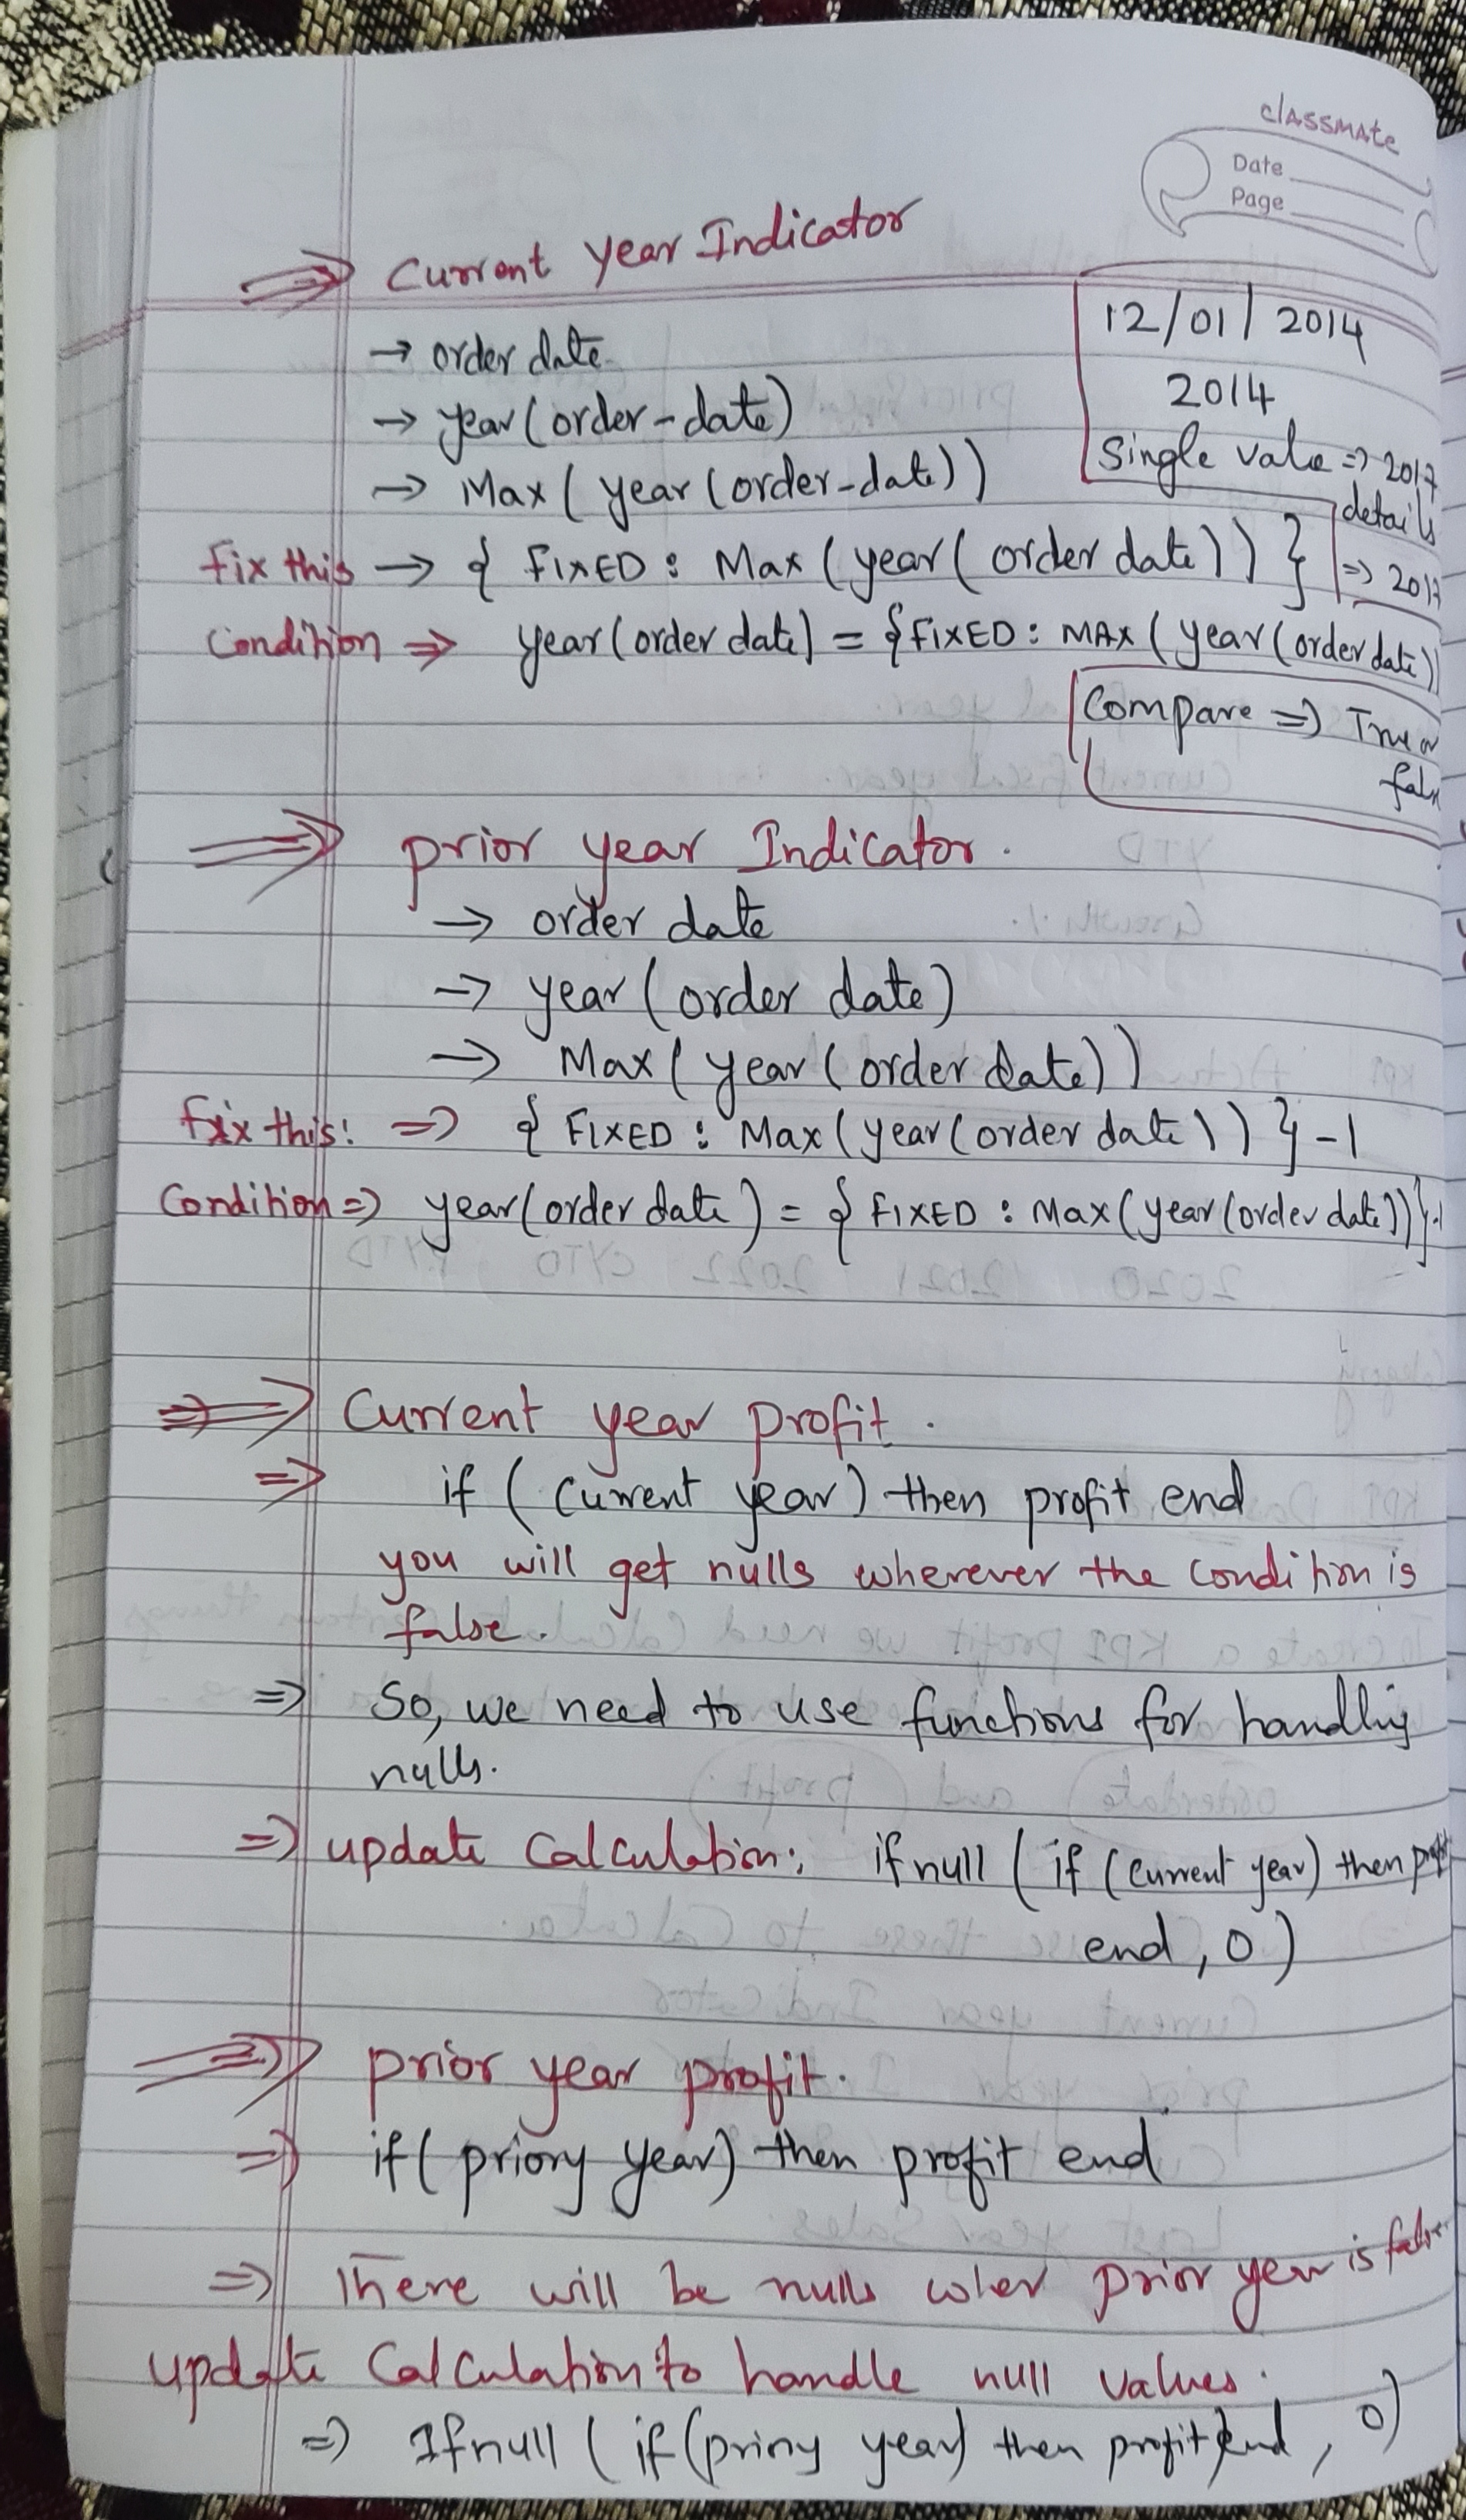 classmate
Date
Page
Current year Indicator
12/01/2014
→ order date
2014
→ year (order-date)
Single value => 2017
→ Max ( year (order-date))
details
=> 2017
fix this → { FIXED : Max ( year ( order date)) }
Condition => year (order date) = {FIXED : MAX ( year (order date))
Compare => True or
false
prior year Indicator.
→ order date
→ year ( order date)
→ Max ( year ( order date))
fix this: => { FIXED : Max ( year ( order date)) } -1
Condition => year (order date) = { FIXED : Max (year (order date))}-1
Current year profit.
=> if ( current year) then profit end
you will get nulls wherever the condition is
false.
=> So, we need to use functions for handling
nulls.
=> update Calculation: ifnull ( if (current year) then profit
end, 0 )
prior year profit.
=> if ( priory year) then profit end
=> There will be nulls when prior year is false
update Calculation to handle null values.
=> Ifnull ( if (priory year) then profit end , 0)